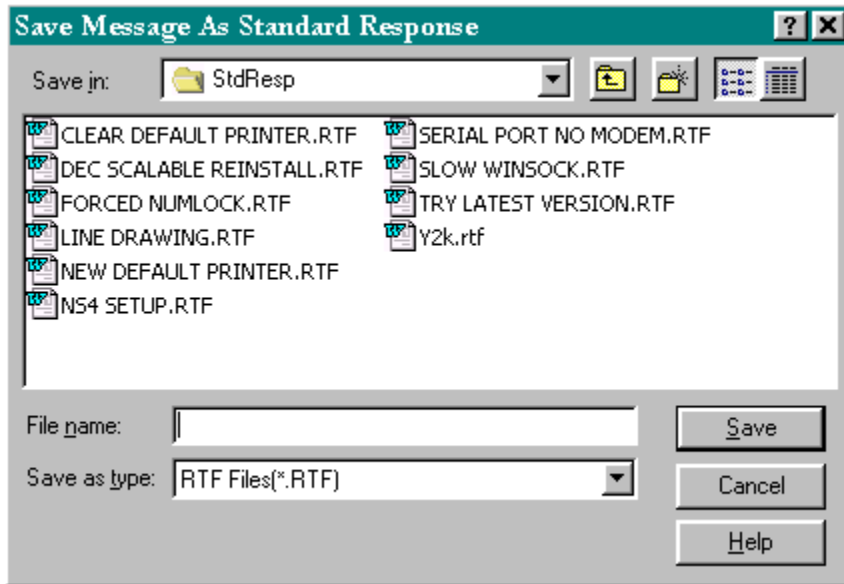 Save Message As Standard Response
Save in:
StdResp
CLEAR DEFAULT PRINTER.RTF
DEC SCALABLE REINSTALL.RTF
FORCED NUMLOCK.RTF
LINE DRAWING.RTF
NEW DEFAULT PRINTER.RTF
NS4 SETUP.RTF
SERIAL PORT NO MODEM.RTF
SLOW WINSOCK.RTF
TRY LATEST VERSION.RTF
Y2k.rtf
File name:
Save
Save as type:
RTF Files(*.RTF)
Cancel
Help